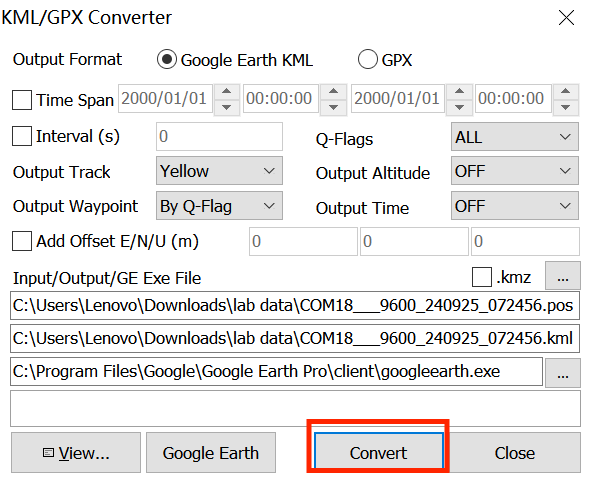 KML/GPX Converter
Output Format Google Earth KML GPX
Time Span 2000/01/01 00:00:00 2000/01/01 00:00:00
Interval (s) 0 Q-Flags ALL
Output Track Yellow Output Altitude OFF
Output Waypoint By Q-Flag Output Time OFF
Add Offset E/N/U (m) 0 0 0
Input/Output/GE Exe File .kmz ...
C:\Users\Lenovo\Downloads\lab data\COM18___9600_240925_072456.pos
C:\Users\Lenovo\Downloads\lab data\COM18___9600_240925_072456.kml
C:\Program Files\Google\Google Earth Pro\client\googleearth.exe ...
View... Google Earth Convert Close